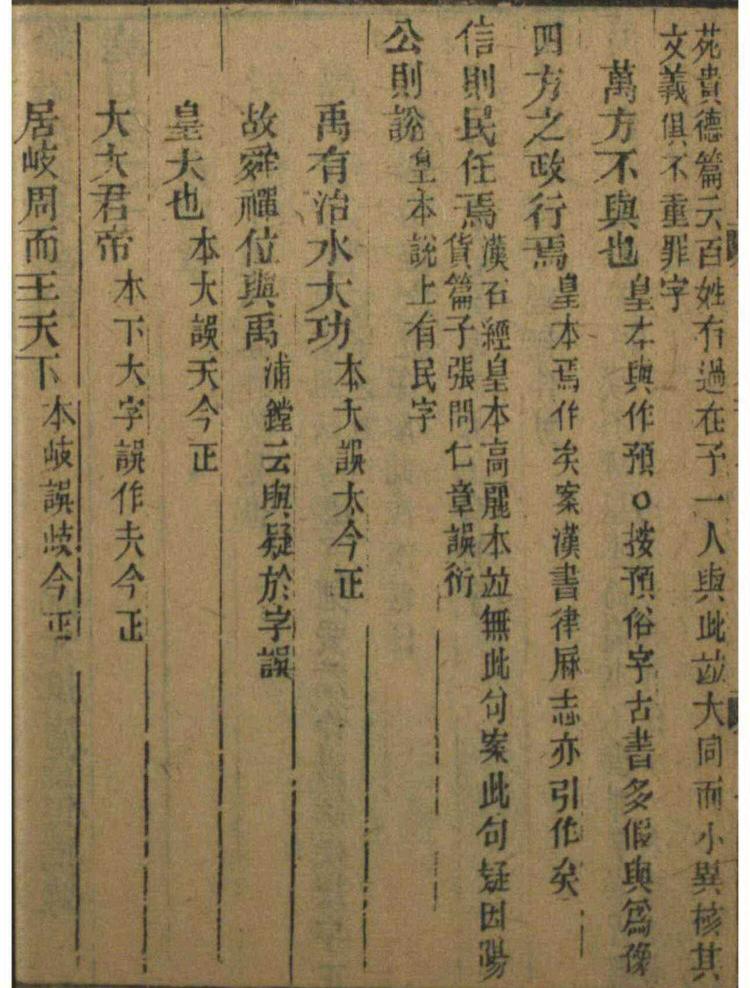 苑貴德篇云百姓有過在予一人與此竝大同而小異核其
文義俱不重罪字
萬方不與也皇本與作預○按預俗字古書多假與爲像
四方之政行焉皇本焉作矣案漢書律厤志亦引作矣
信則民任焉漢石經皇本高麗本竝無此句案此句疑因陽
貨篇子張問仁章誤衍
公則說皇本說上有民字
禹有治水大功本大誤太今正
故舜禪位與禹浦鏜云與疑於字誤
皇大也本大誤天今正
大大君帝本下大字誤作夫今正
居岐周而王天下本岐誤歧今正